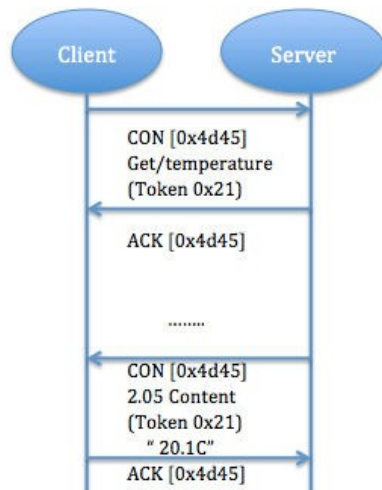 Client
Server
CON [0x4d45]
Get/temperature
(Token 0x21)
ACK [0x4d45]
........
CON [0x4d45]
2.05 Content
(Token 0x21)
“ 20.1C”
ACK [0x4d45]